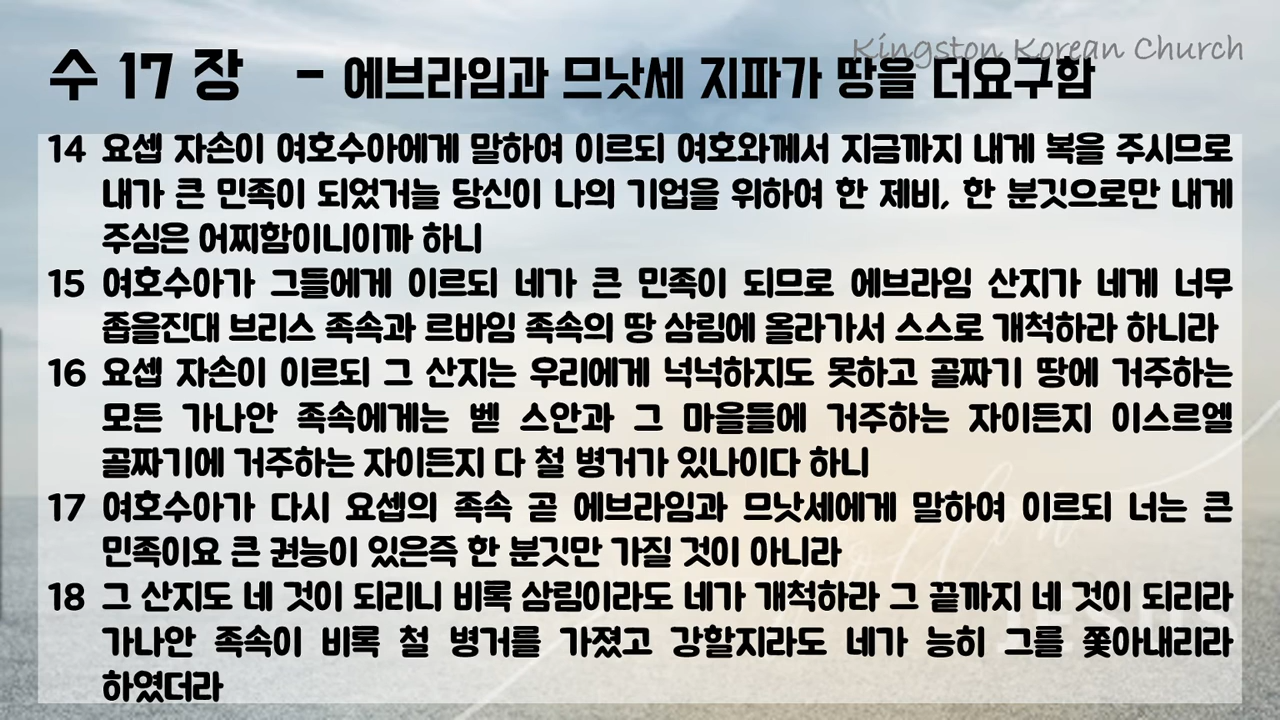 Kingston Korean Church
수 17 장 - 에브라임과 므낫세 지파가 땅을 더요구함
14 요셉 자손이 여호수아에게 말하여 이르되 여호와께서 지금까지 내게 복을 주시므로
내가 큰 민족이 되었거늘 당신이 나의 기업을 위하여 한 제비, 한 분깃으로만 내게
주심은 어찌함이니이까 하니
15 여호수아가 그들에게 이르되 네가 큰 민족이 되므로 에브라임 산지가 네게 너무
좁을진대 브리스 족속과 르바임 족속의 땅 삼림에 올라가서 스스로 개척하라 하니라
16 요셉 자손이 이르되 그 산지는 우리에게 넉넉하지도 못하고 골짜기 땅에 거주하는
모든 가나안 족속에게는 벧 스안과 그 마을들에 거주하는 자이든지 이스르엘
골짜기에 거주하는 자이든지 다 철 병거가 있나이다 하니
17 여호수아가 다시 요셉의 족속 곧 에브라임과 므낫세에게 말하여 이르되 너는 큰
민족이요 큰 권능이 있은즉 한 분깃만 가질 것이 아니라
18 그 산지도 네 것이 되리니 비록 삼림이라도 네가 개척하라 그 끝까지 네 것이 되리라
가나안 족속이 비록 철 병거를 가졌고 강할지라도 네가 능히 그를 쫓아내리라
하였더라